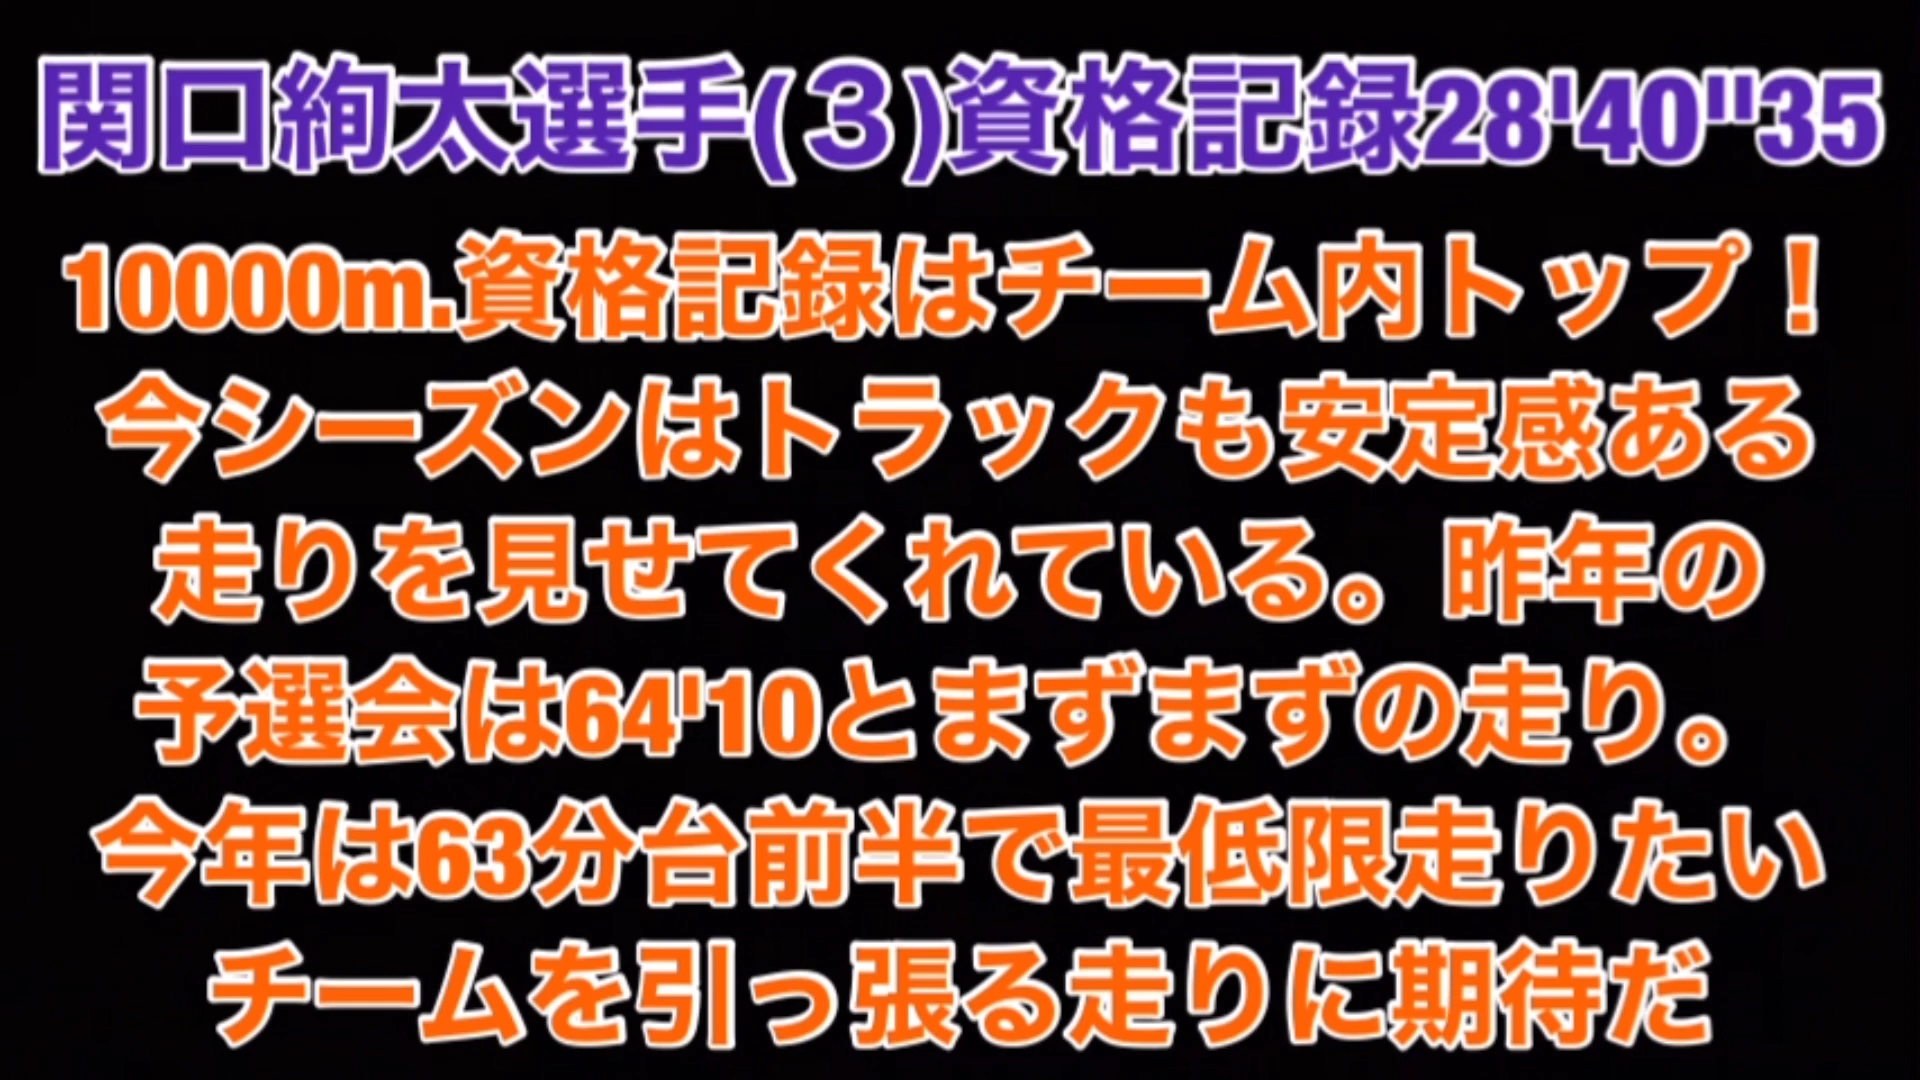 関口絢太選手(３)資格記録28'40"35
10000m.資格記録はチーム内トップ！
今シーズンはトラックも安定感ある
走りを見せてくれている。昨年の
予選会は64'10とまずまずの走り。
今年は63分台前半で最低限走りたい
チームを引っ張る走りに期待だ